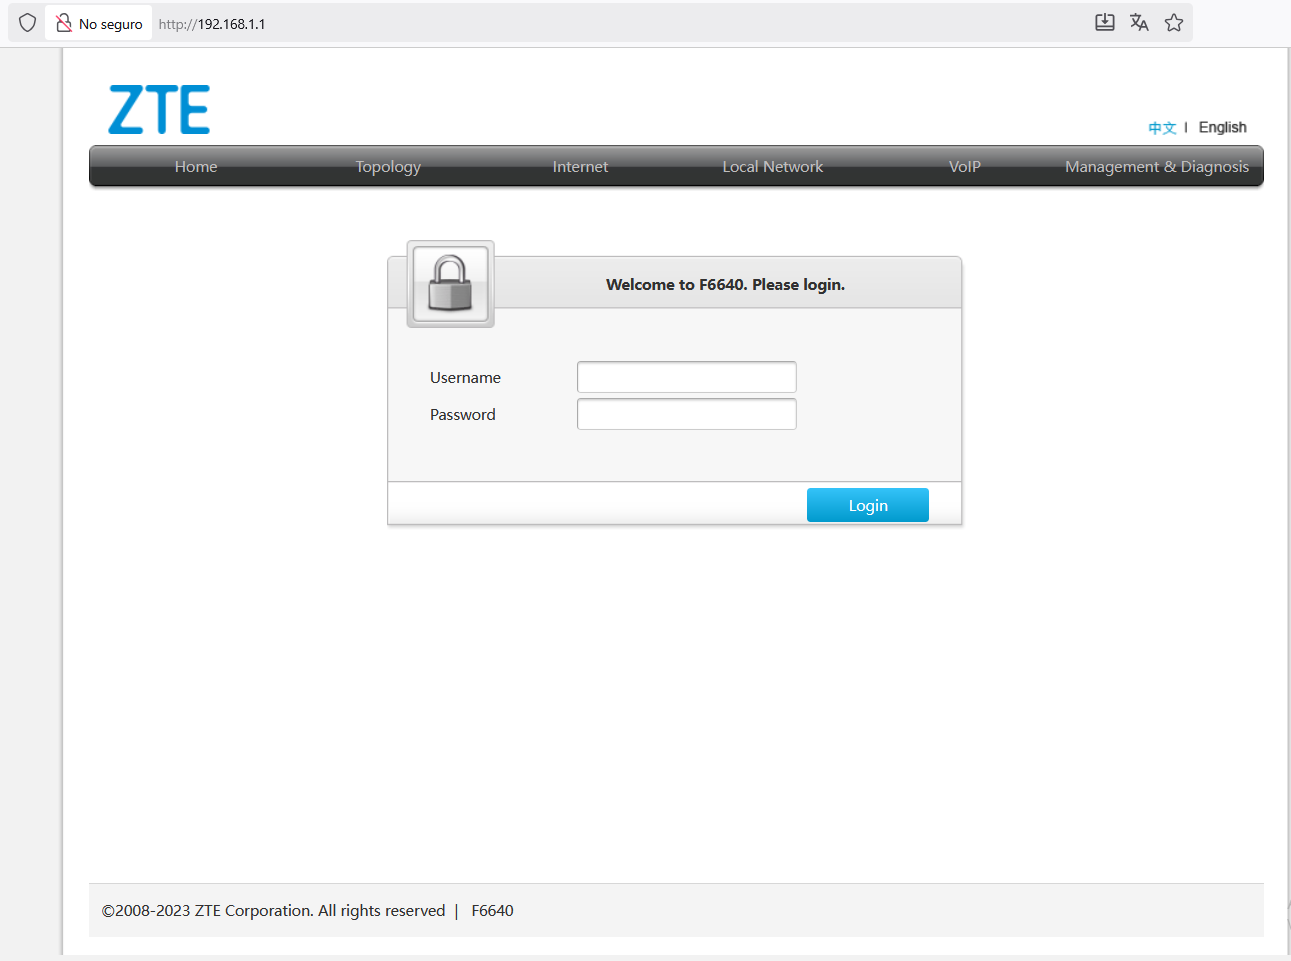 No seguro http://192.168.1.1
ZTE
中文 | English
Home Topology Internet Local Network VoIP Management & Diagnosis
Welcome to F6640. Please login.
Username
Password
Login
©2008-2023 ZTE Corporation. All rights reserved | F6640